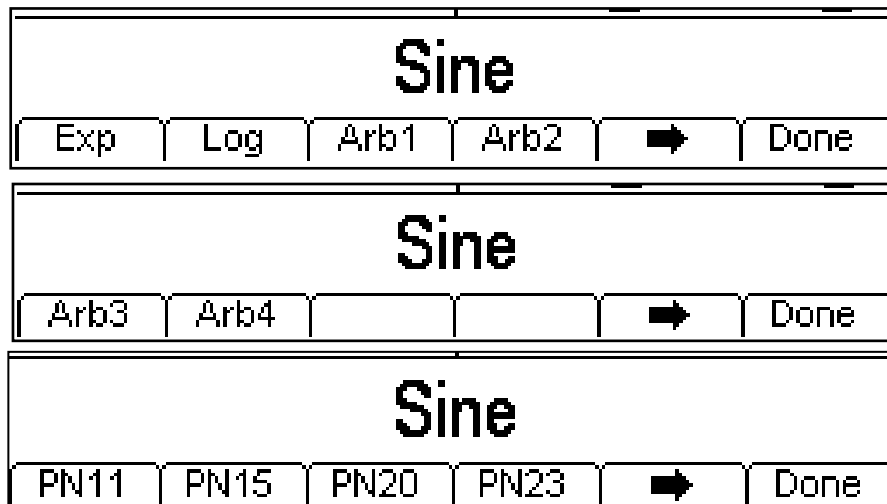 Sine
Exp Log Arb1 Arb2 Done
Sine
Arb3 Arb4 Done
Sine
PN11 PN15 PN20 PN23 Done